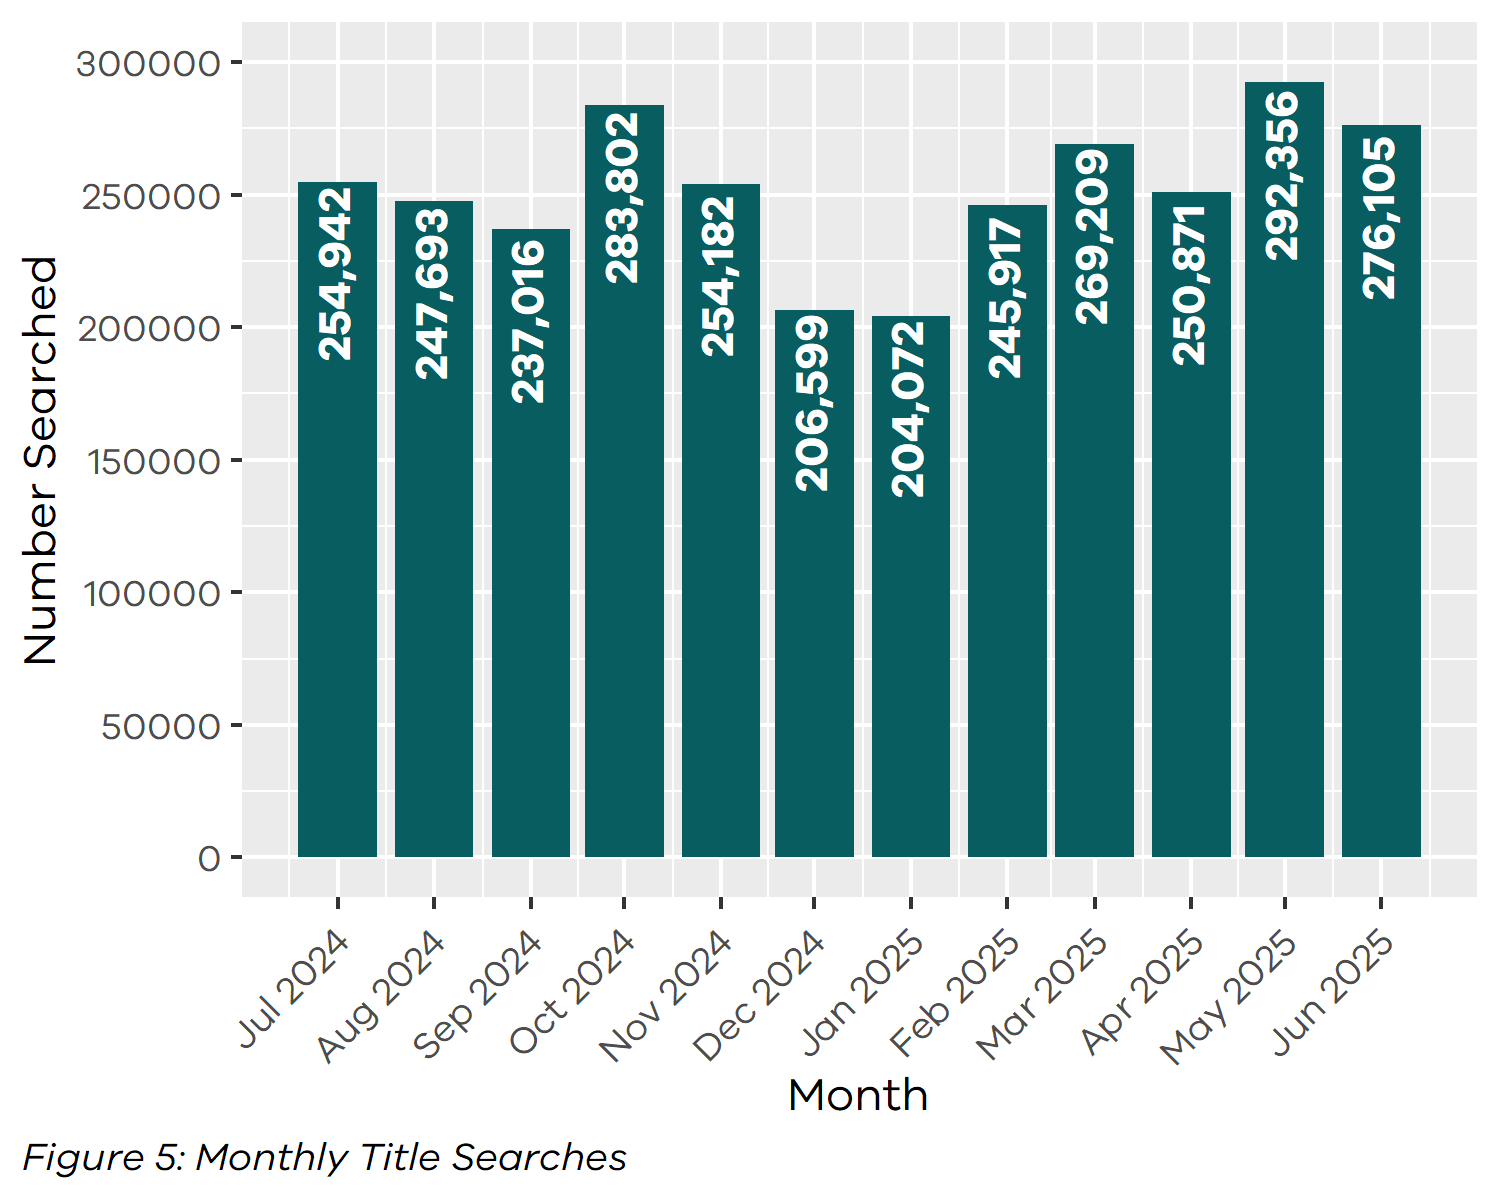 Number Searched
300000
250000
200000
150000
100000
50000
0
254,942
247,693
237,016
283,802
254,182
206,599
204,072
245,917
269,209
250,871
292,356
276,105
Jul 2024
Aug 2024
Sep 2024
Oct 2024
Nov 2024
Dec 2024
Jan 2025
Feb 2025
Mar 2025
Apr 2025
May 2025
Jun 2025
Month
Figure 5: Monthly Title Searches